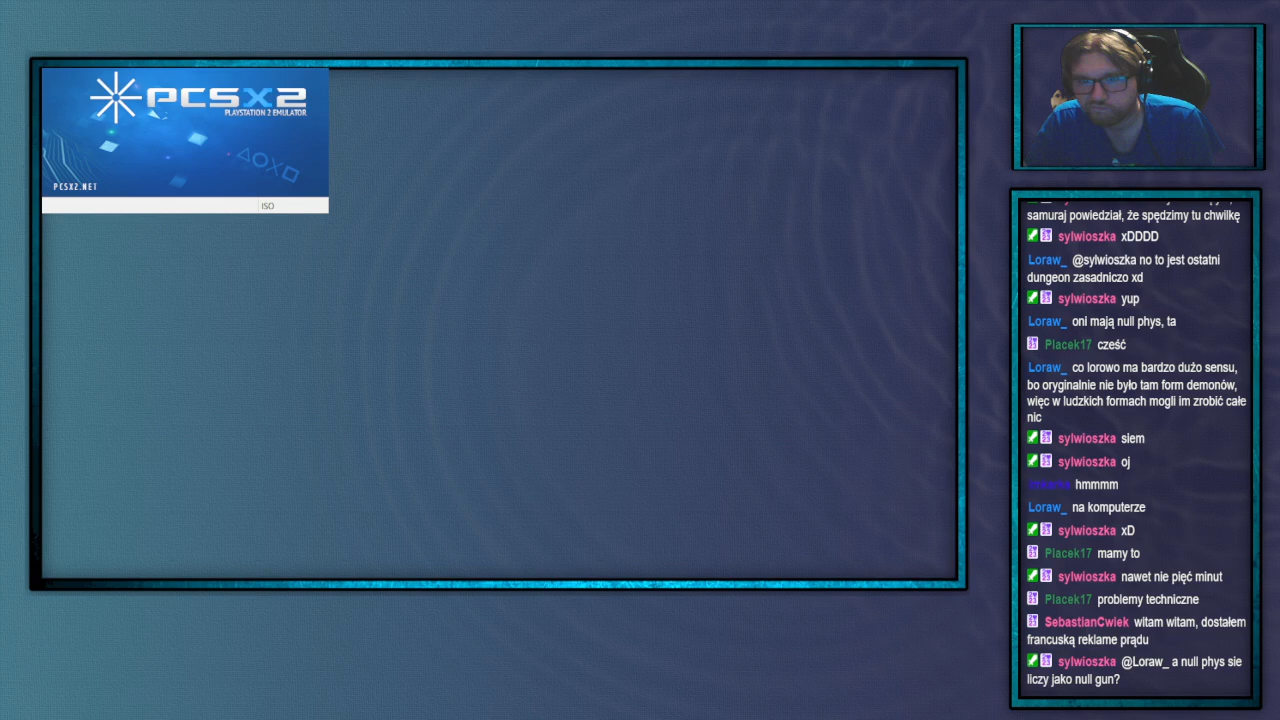 PCSX2
PLAYSTATION 2 EMULATOR
PCSX2.NET
ISO
samuraj powiedział, że spędzimy tu chwilkę
sylwioszka xDDDD
Loraw_ @sylwioszka no to jest ostatni
dungeon zasadniczo xd
sylwioszka yup
Loraw_ oni mają null phys, ta
Placek17 cześć
Loraw_ co lorowo ma bardzo dużo sensu,
bo oryginalnie nie było tam form demonów,
więc w ludzkich formach mogli im zrobić całe
nic
sylwioszka siem
sylwioszka oj
hmmmm
Loraw_ na komputerze
sylwioszka xD
Placek17 mamy to
sylwioszka nawet nie pięć minut
Placek17 problemy techniczne
SebastianCwiek witam witam, dostałem
francuską reklame prądu
sylwioszka @Loraw_ a null phys sie
liczy jako null gun?